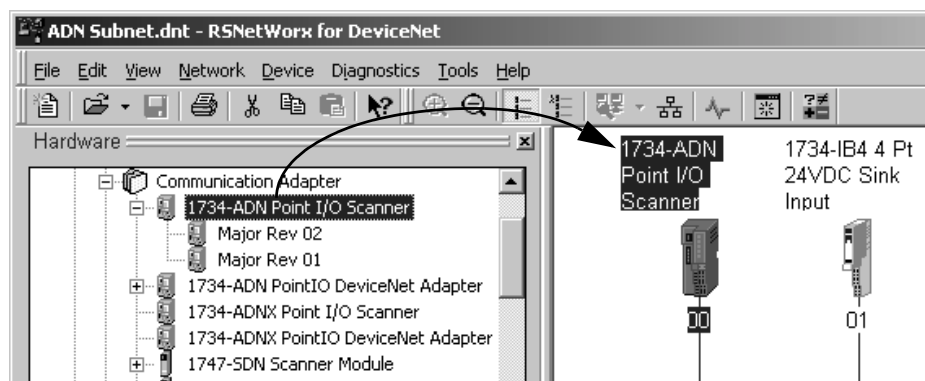 ADN Subnet.dnt - RSNetWorx for DeviceNet
File Edit View Network Device Diagnostics Tools Help
Hardware
Communication Adapter
1734-ADN Point I/O Scanner
Major Rev 02
Major Rev 01
1734-ADN PointIO DeviceNet Adapter
1734-ADNX Point I/O Scanner
1734-ADNX PointIO DeviceNet Adapter
1747-SDN Scanner Module
1734-ADN
Point I/O
Scanner
00
1734-IB4 4 Pt
24VDC Sink
Input
01